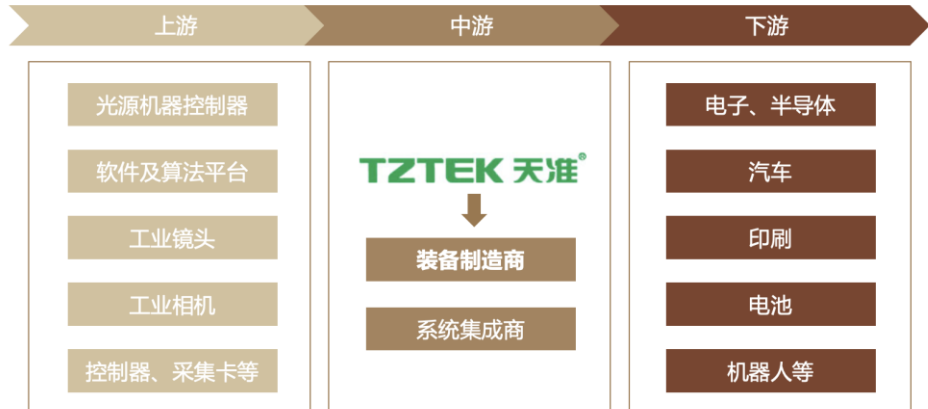 上游
中游
下游
光源机器控制器
软件及算法平台
工业镜头
工业相机
控制器、采集卡等
TZTEK 天准®
装备制造商
系统集成商
电子、半导体
汽车
印刷
电池
机器人等